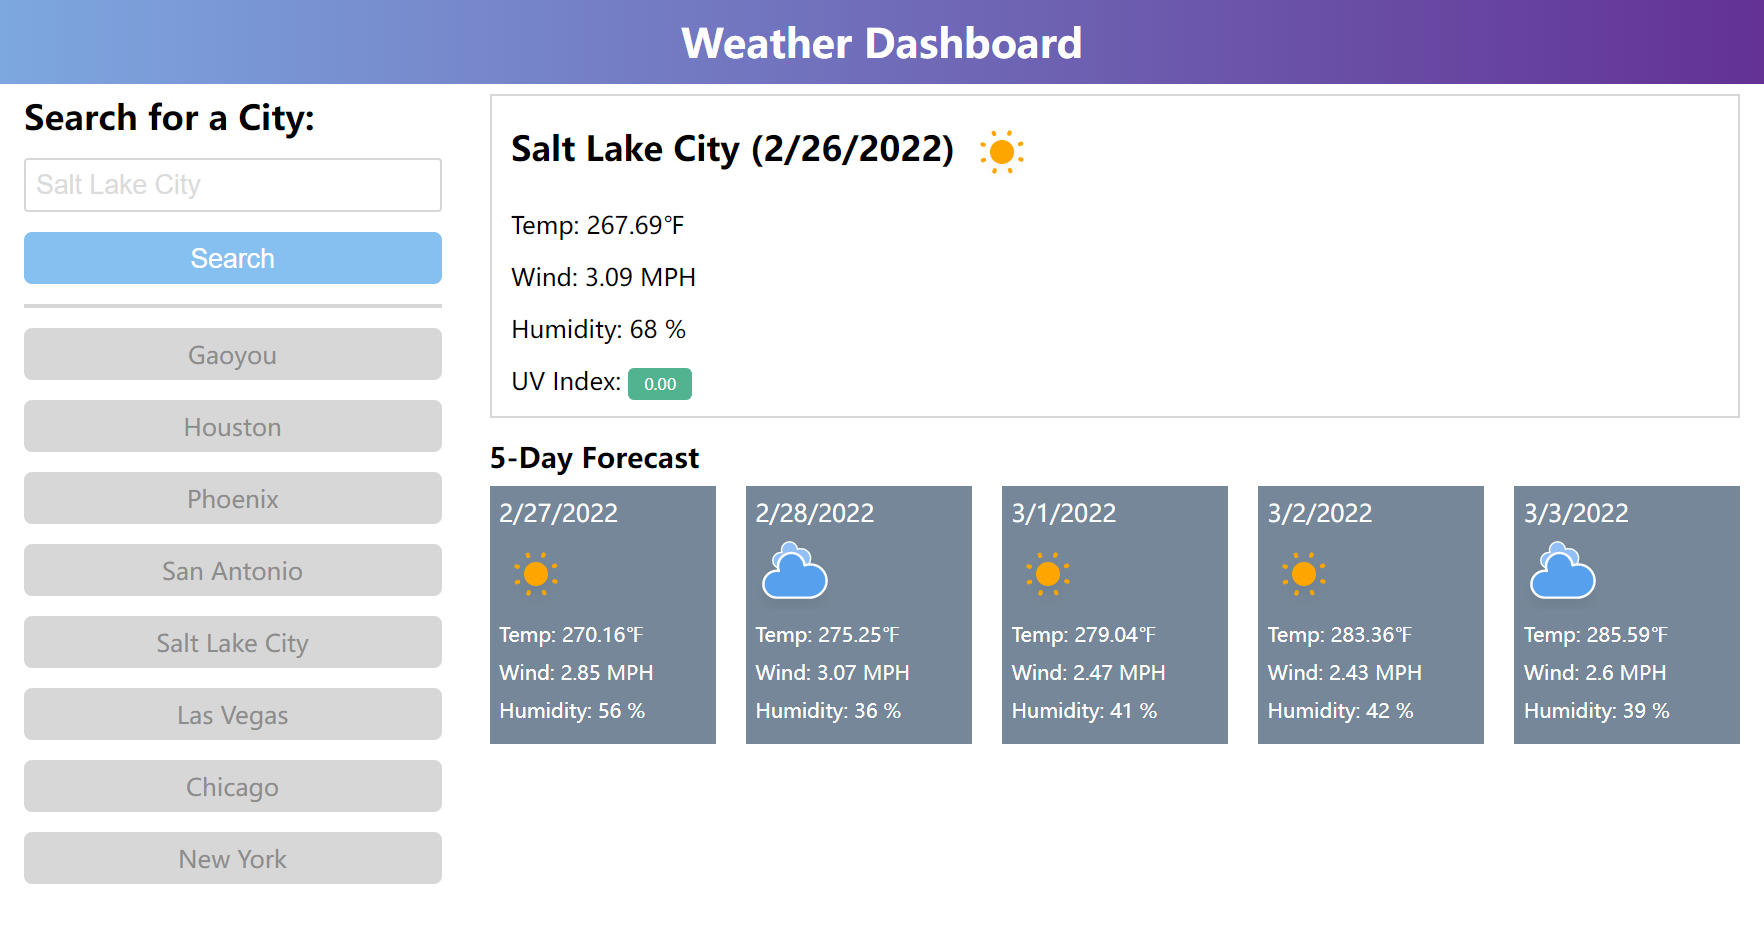 Weather Dashboard
Search for a City:
Salt Lake City
Search
Gaoyou
Houston
Phoenix
San Antonio
Salt Lake City
Las Vegas
Chicago
New York
Salt Lake City (2/26/2022)
Temp: 267.69℉
Wind: 3.09 MPH
Humidity: 68 %
UV Index: 0.00
5-Day Forecast
2/27/2022
Temp: 270.16℉
Wind: 2.85 MPH
Humidity: 56 %
2/28/2022
Temp: 275.25℉
Wind: 3.07 MPH
Humidity: 36 %
3/1/2022
Temp: 279.04℉
Wind: 2.47 MPH
Humidity: 41 %
3/2/2022
Temp: 283.36℉
Wind: 2.43 MPH
Humidity: 42 %
3/3/2022
Temp: 285.59℉
Wind: 2.6 MPH
Humidity: 39 %